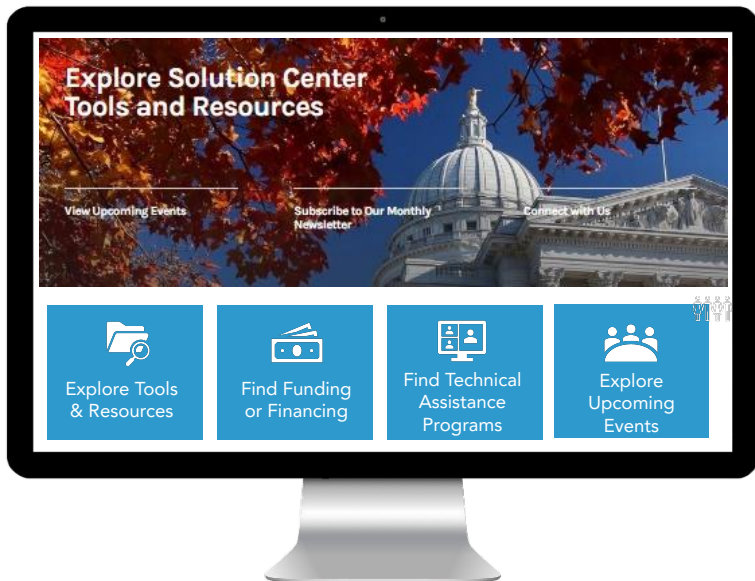 Explore Solution Center
Tools and Resources
View Upcoming Events
Subscribe to Our Monthly
Newsletter
Connect with Us
Explore Tools
& Resources
Find Funding
or Financing
Find Technical
Assistance
Programs
Explore
Upcoming
Events